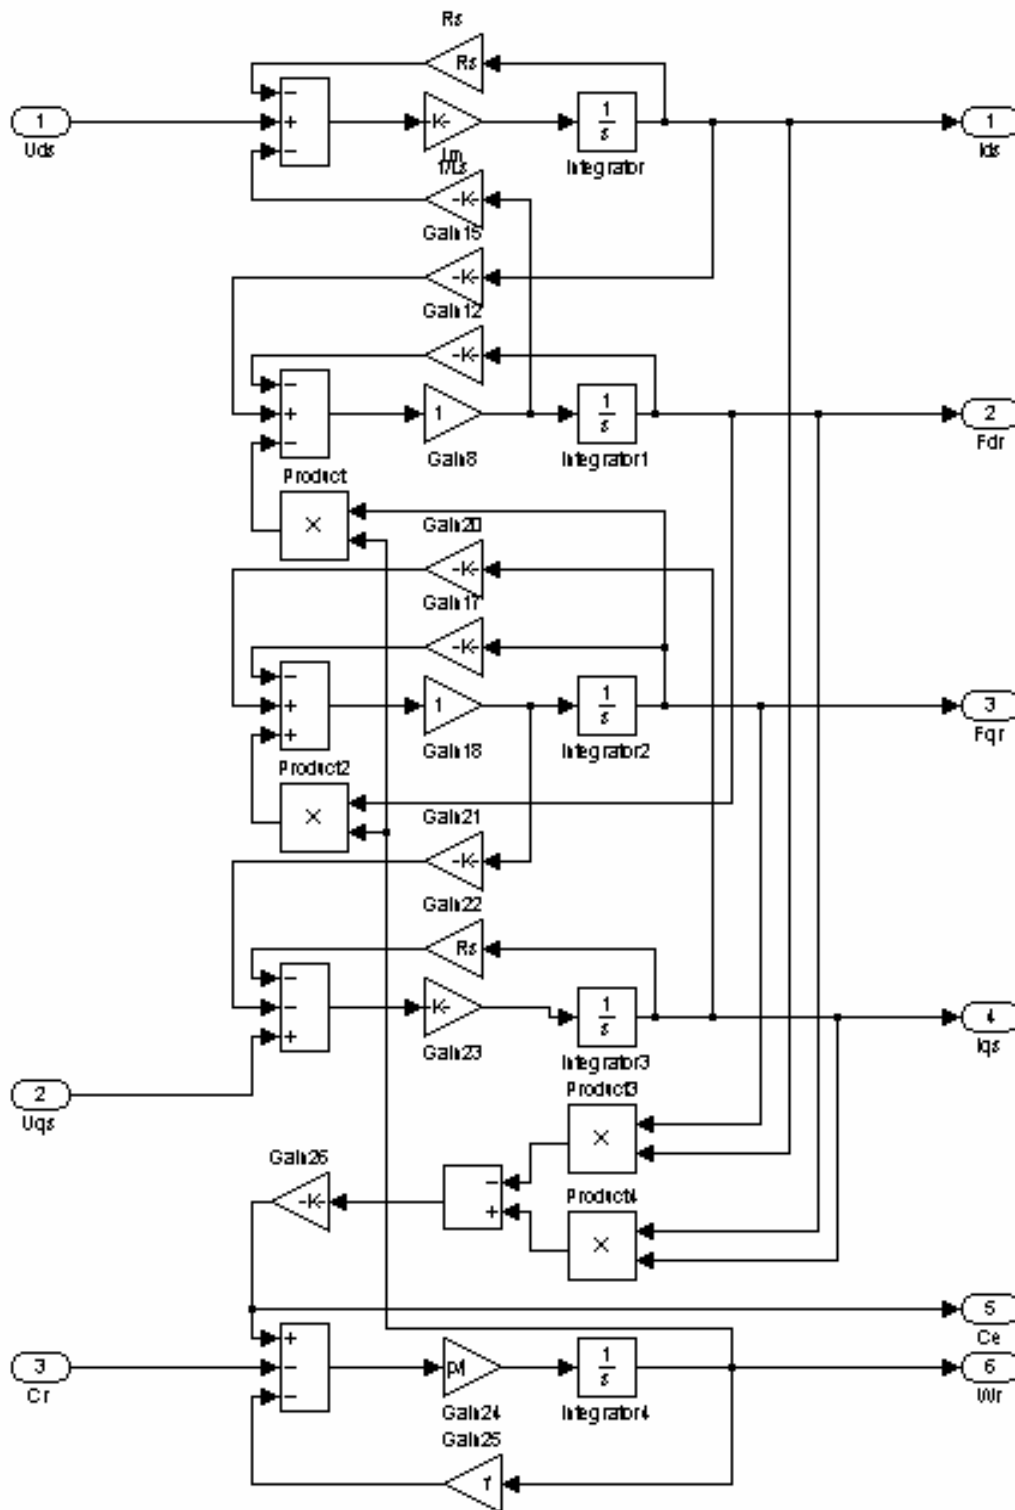 Rs
Rs
1
Uds
-
+
-
K-
1
s
Integrator
1
Ids
Lm
1/Ls
-K-
Gain15
-K-
Gain12
-K-
-
+
-
1
Gain8
1
s
Integrator1
2
Fdr
Product
×
Gain20
-K-
Gain17
-K-
-
+
+
1
Gain18
1
s
Integrator2
3
Fqr
Product2
×
Gain21
-K-
Gain22
Rs
-
-
+
K-
Gain23
1
s
Integrator3
4
Iqs
2
Uqs
Product3
×
Gain26
-K-
-
+
Product4
×
5
Ce
3
Cr
+
-
-
p/J
Gain24
1
s
Integrator4
6
Wr
Gain25
f